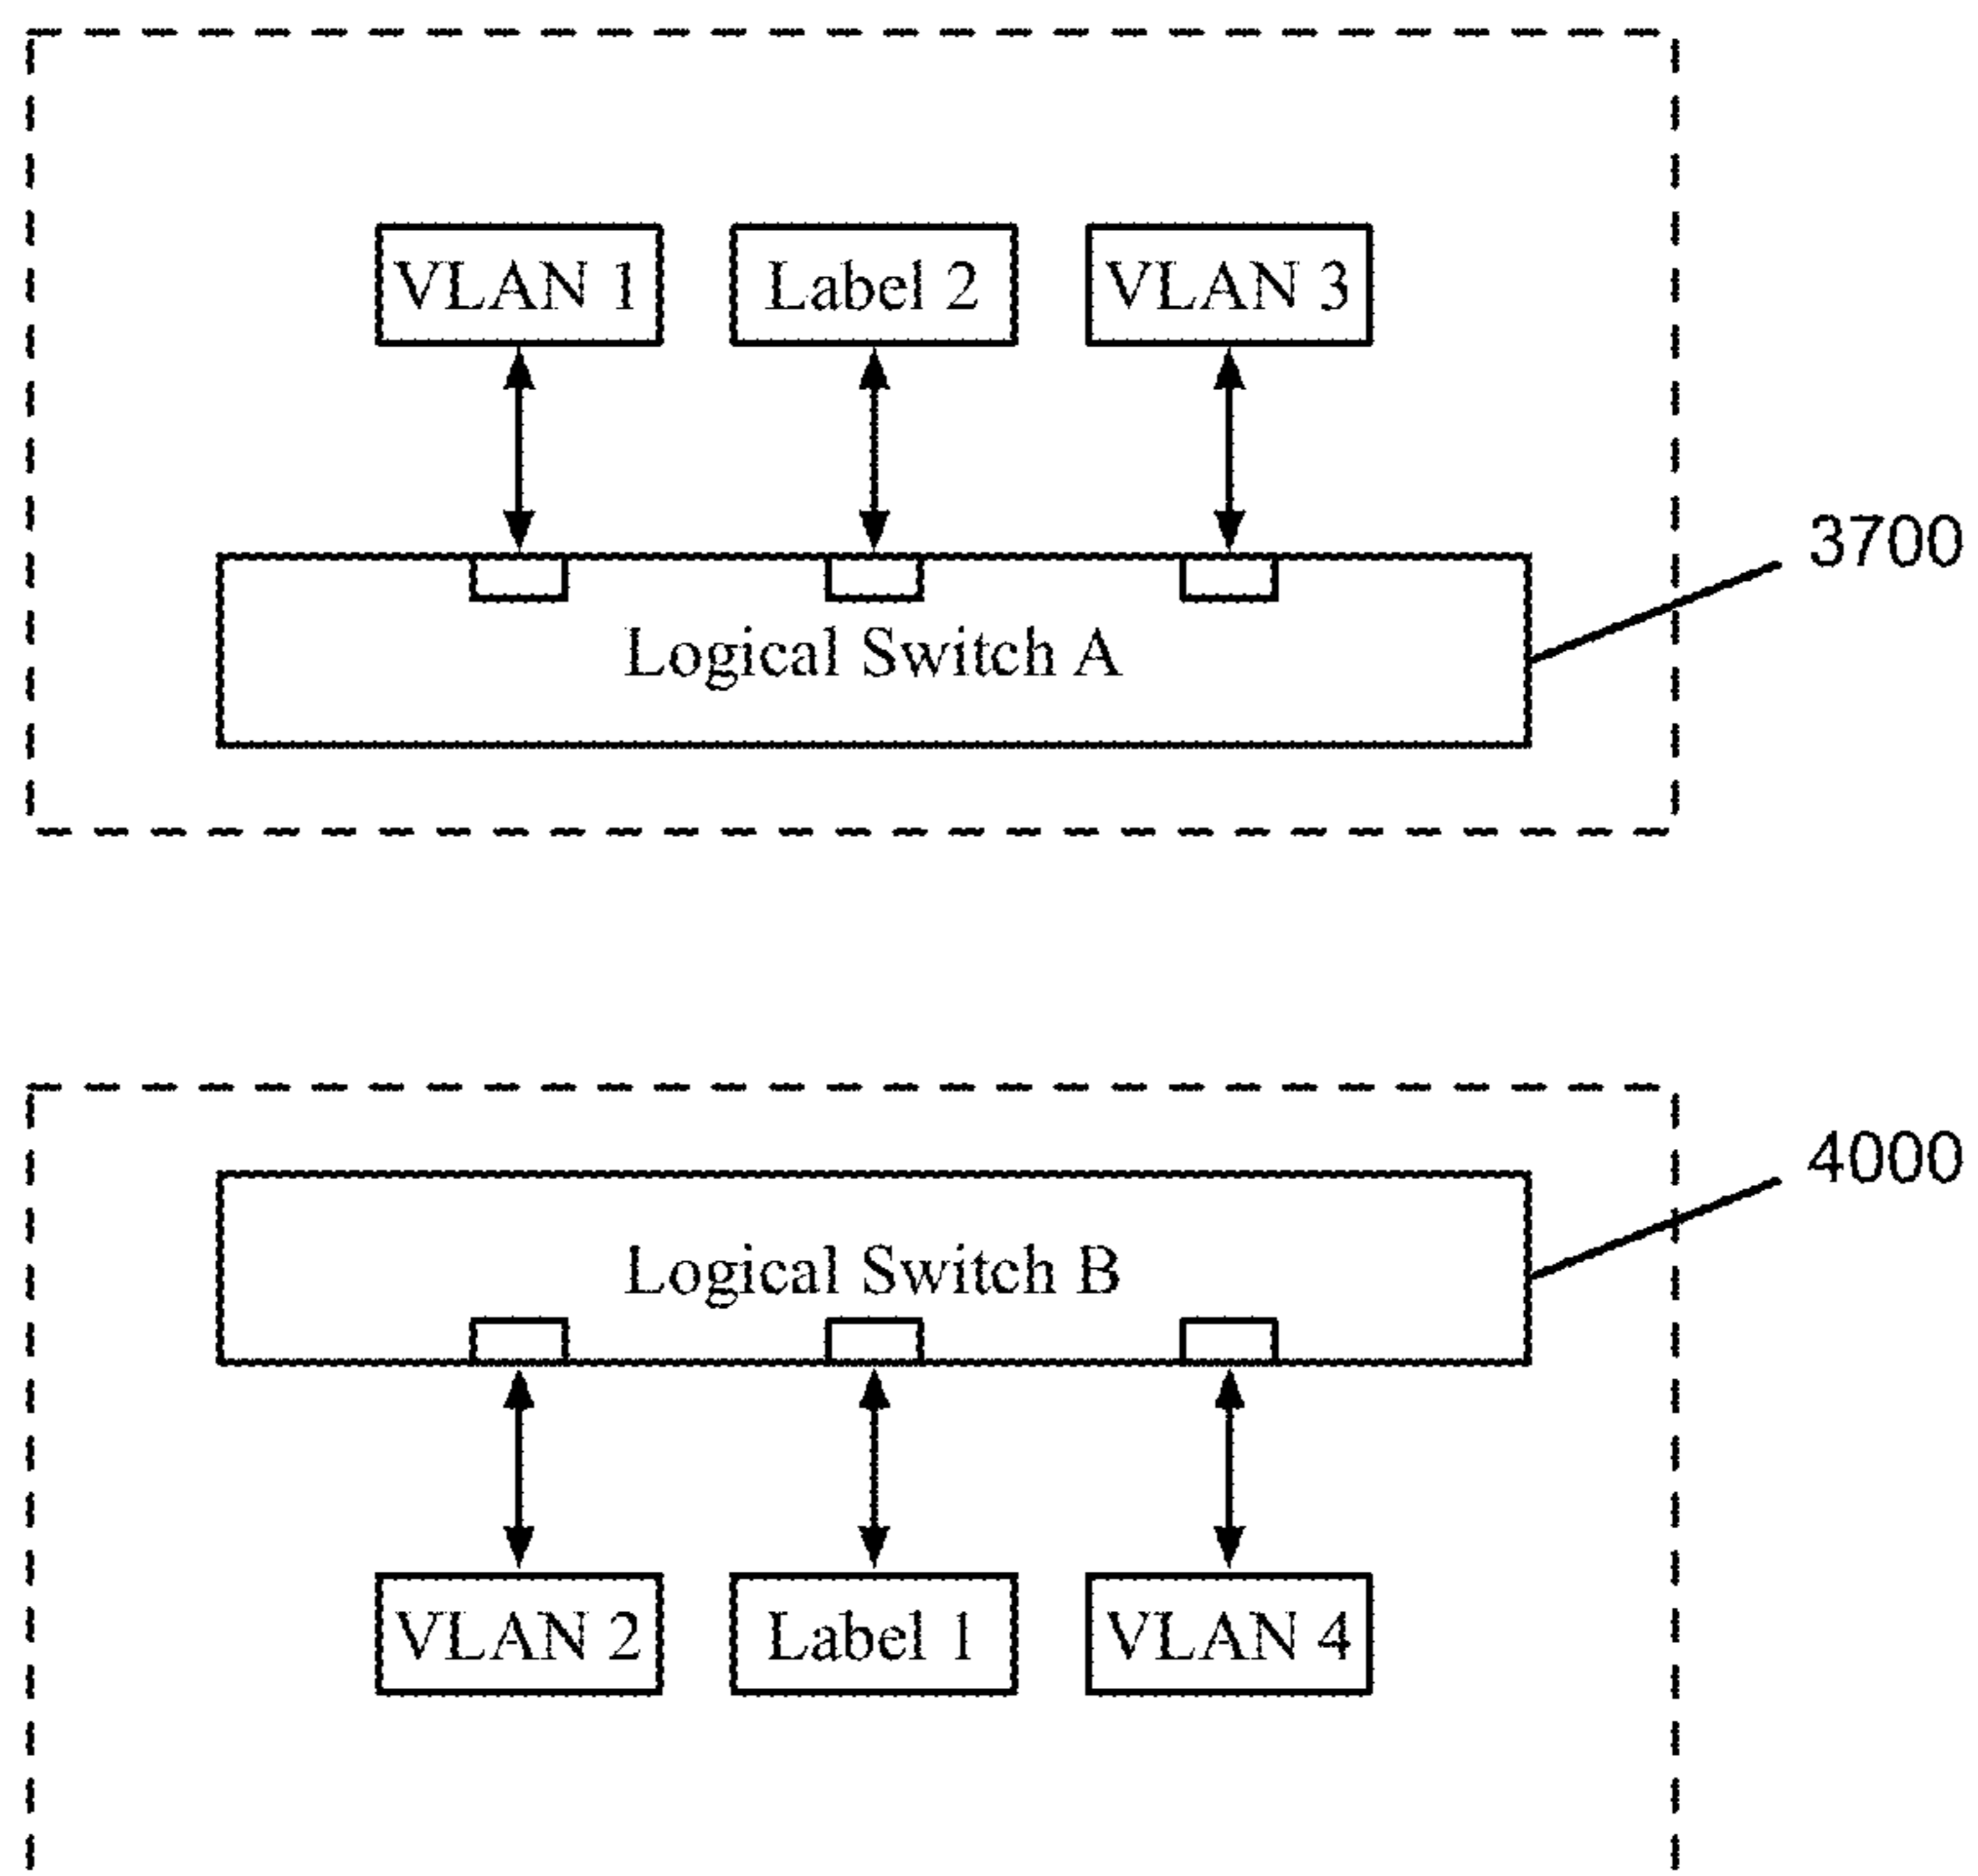 VLAN 1 Label 2 VLAN 3
3700
Logical Switch A
4000
Logical Switch B
VLAN 2 Label 1 VLAN 4